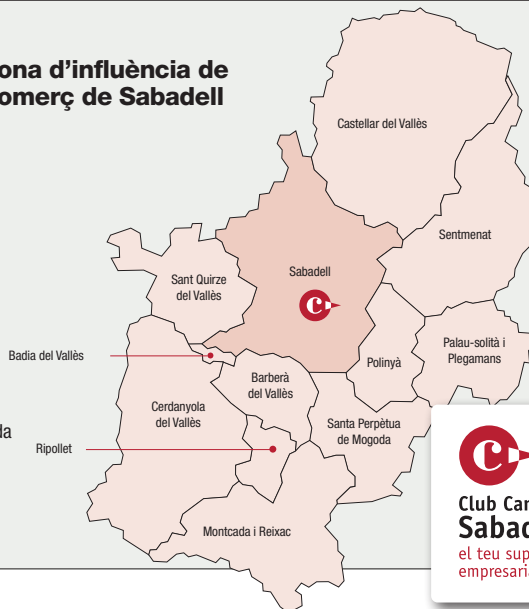 ona d'influència de
omerç de Sabadell
Castellar del Vallès
Sentmenat
Sabadell
Sant Quirze
del Vallès
Palau-solità i
Plegamans
Badia del Vallès
Polinyà
Barberà
del Vallès
Cerdanyola
del Vallès
Santa Perpètua
de Mogoda
da
Ripollet
Montcada i Reixac
Club Car
Sabad
el teu sup
empresaria